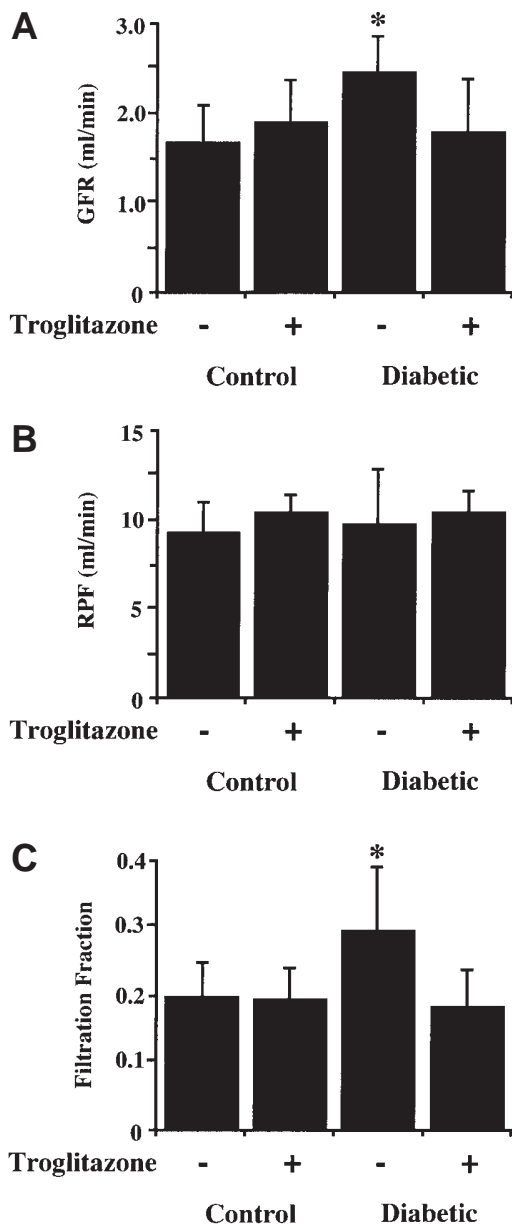 A
3.0
*
GFR (ml/min)
2.0
1.0
0
Troglitazone - + - +
Control Diabetic
B
15
RPF (ml/min)
10
5
0
Troglitazone - + - +
Control Diabetic
C
*
0.4
Filtration Fraction
0.3
0.2
0.1
0
Troglitazone - + - +
Control Diabetic